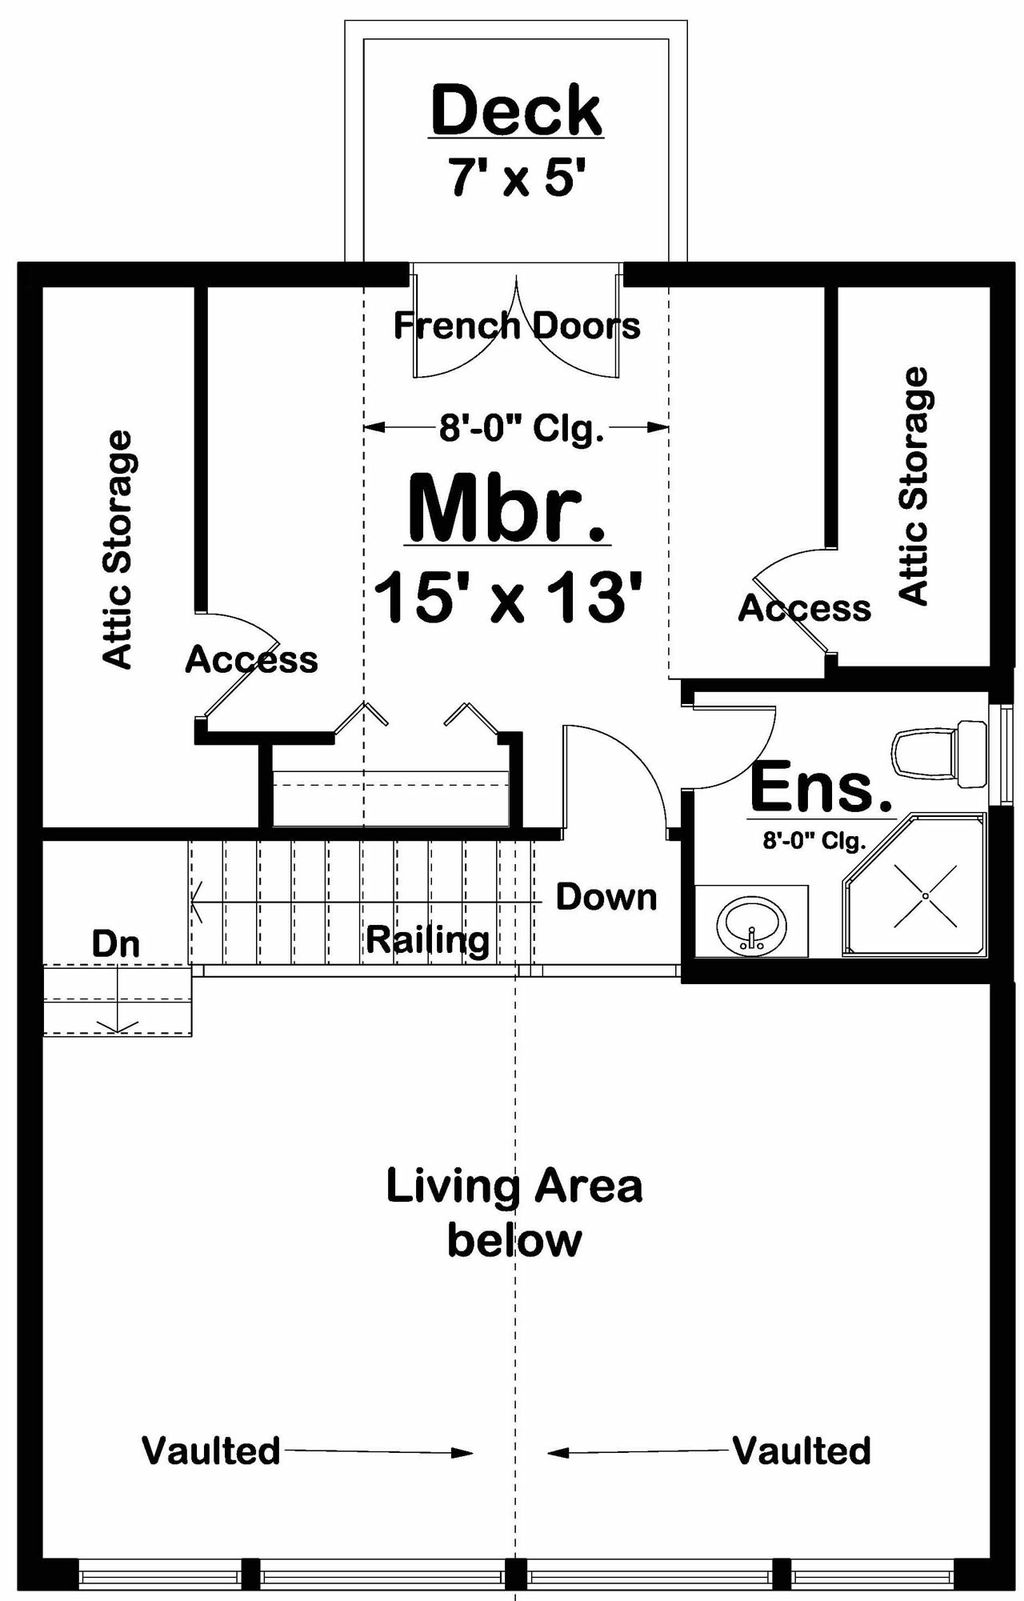 Deck
7' x 5'
French Doors
8'-0" Clg.
Mbr.
15' x 13'
Attic Storage
Attic Storage
Access
Access
Ens.
8'-0" Clg.
Down
Railing
Dn
Living Area
below
Vaulted
Vaulted